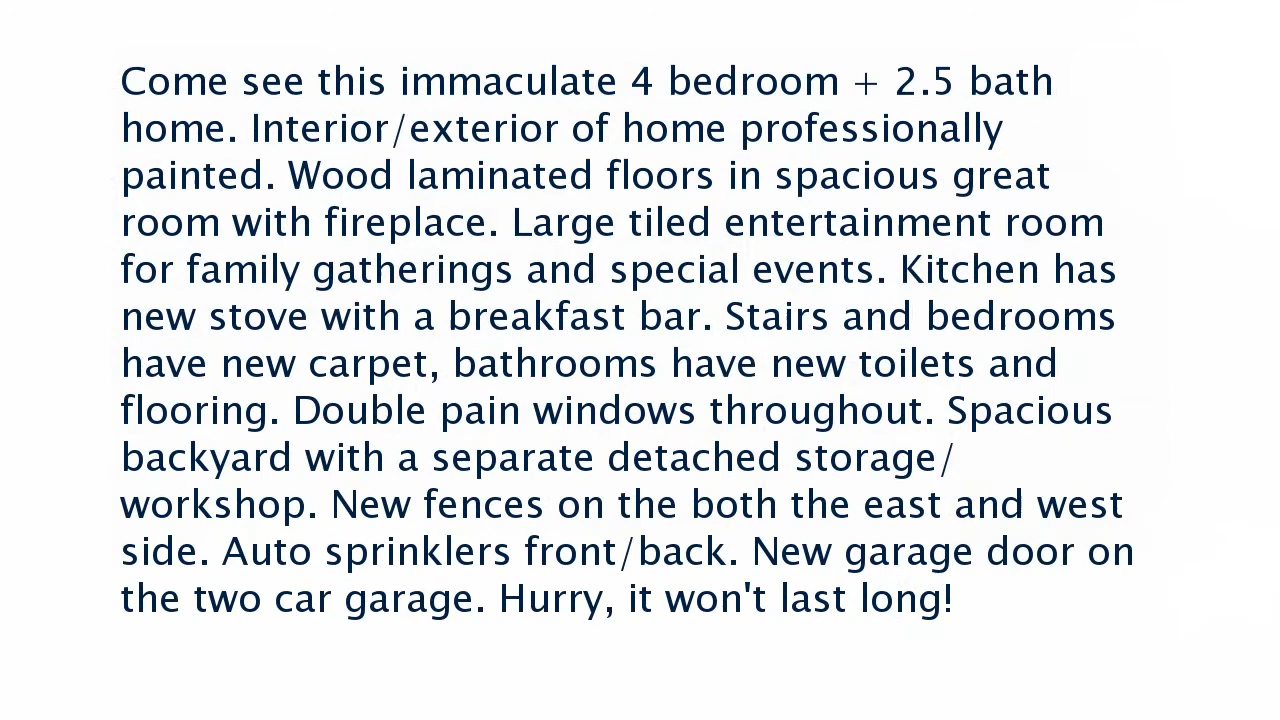 Come see this immaculate 4 bedroom + 2.5 bath
home. Interior/exterior of home professionally
painted. Wood laminated floors in spacious great
room with fireplace. Large tiled entertainment room
for family gatherings and special events. Kitchen has
new stove with a breakfast bar. Stairs and bedrooms
have new carpet, bathrooms have new toilets and
flooring. Double pain windows throughout. Spacious
backyard with a separate detached storage/
workshop. New fences on the both the east and west
side. Auto sprinklers front/back. New garage door on
the two car garage. Hurry, it won't last long!